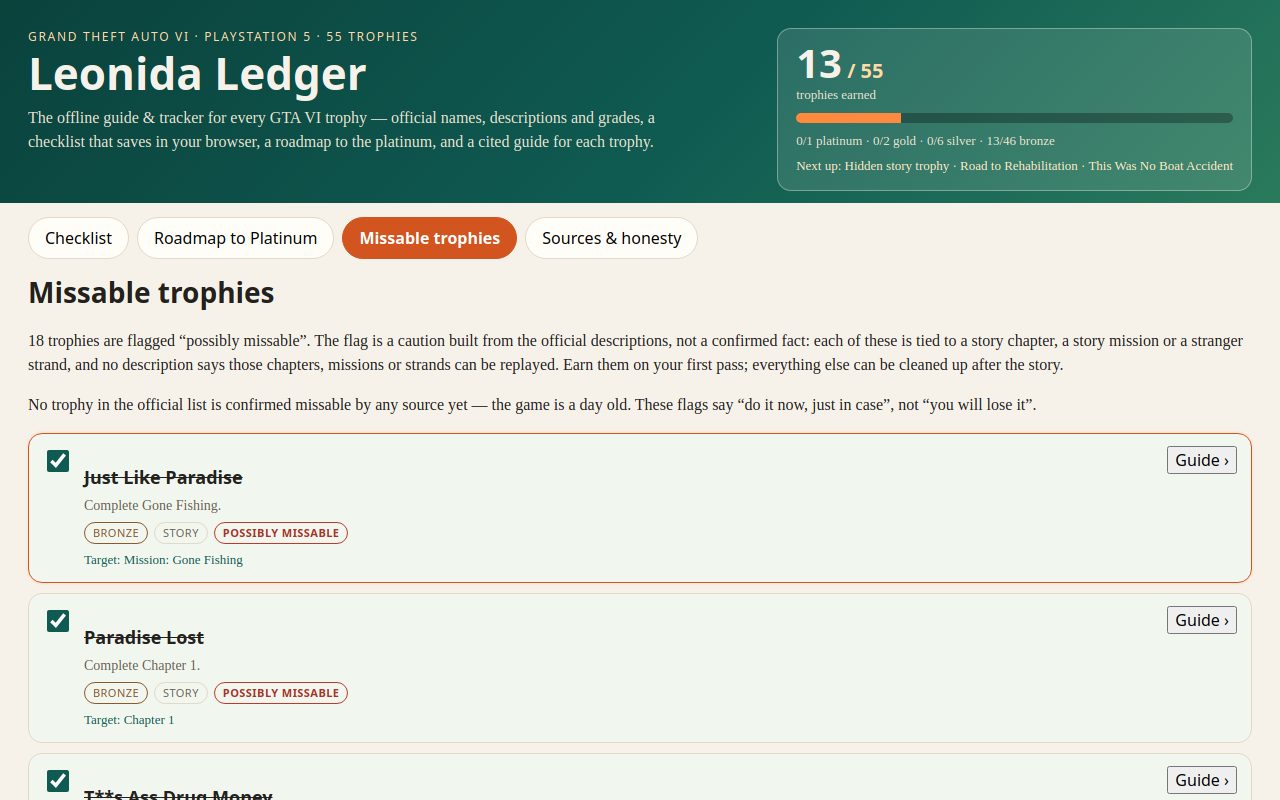 GRAND THEFT AUTO VI · PLAYSTATION 5 · 55 TROPHIES
Leonida Ledger
The offline guide & tracker for every GTA VI trophy — official names, descriptions and grades, a
checklist that saves in your browser, a roadmap to the platinum, and a cited guide for each trophy.
13 / 55
trophies earned
0/1 platinum · 0/2 gold · 0/6 silver · 13/46 bronze
Next up: Hidden story trophy · Road to Rehabilitation · This Was No Boat Accident
Checklist
Roadmap to Platinum
Missable trophies
Sources & honesty
Missable trophies
18 trophies are flagged “possibly missable”. The flag is a caution built from the official descriptions, not a confirmed fact: each of these is tied to a story chapter, a story mission or a stranger
strand, and no description says those chapters, missions or strands can be replayed. Earn them on your first pass; everything else can be cleaned up after the story.
No trophy in the official list is confirmed missable by any source yet — the game is a day old. These flags say “do it now, just in case”, not “you will lose it”.
Just Like Paradise
Guide ›
Complete Gone Fishing.
BRONZE
STORY
POSSIBLY MISSABLE
Target: Mission: Gone Fishing
Paradise Lost
Guide ›
Complete Chapter 1.
BRONZE
STORY
POSSIBLY MISSABLE
Target: Chapter 1
T**s Ass Drug Money
Guide ›